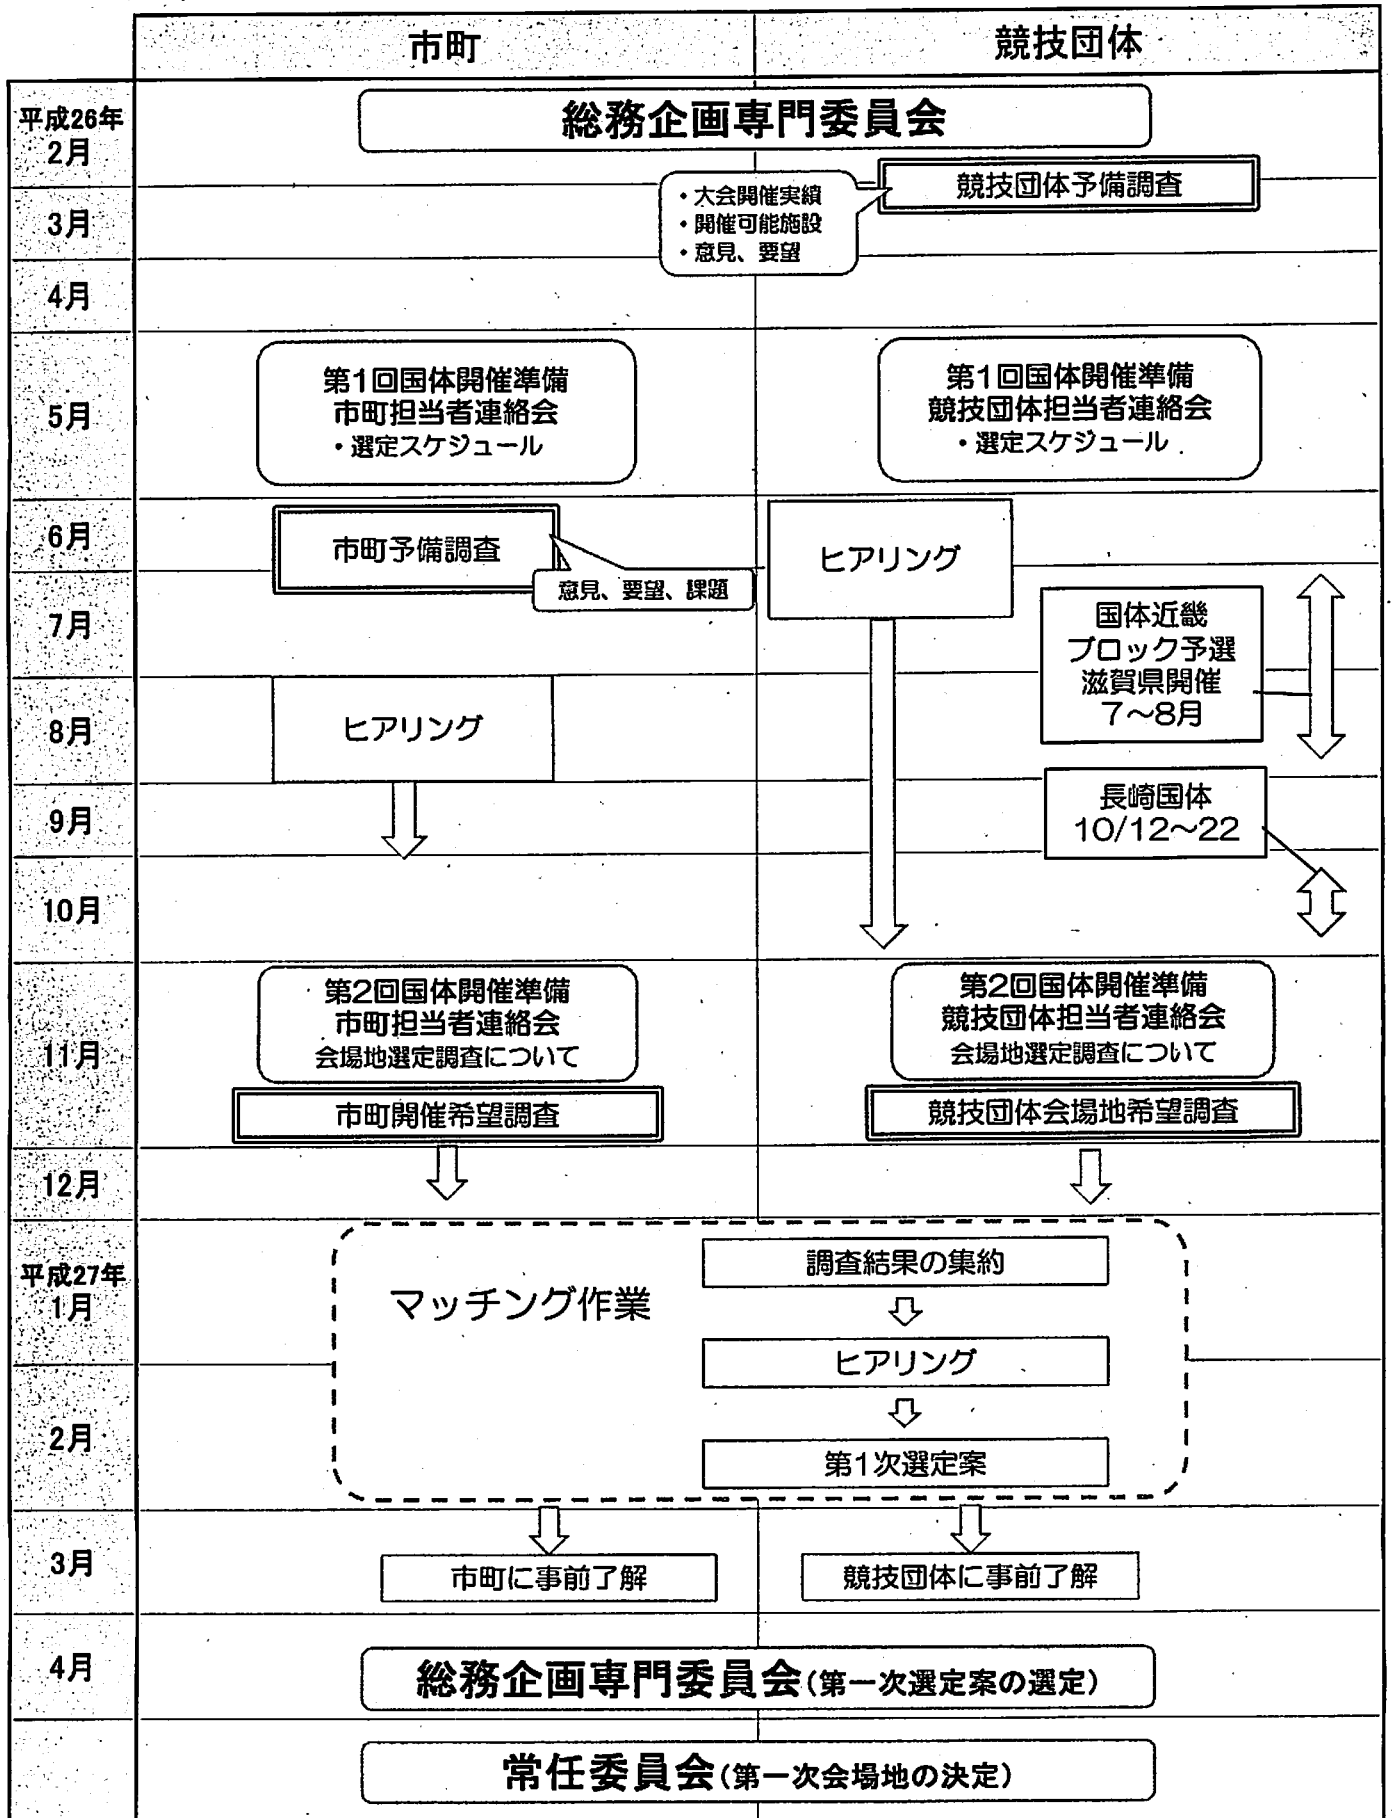 市町
競技団体
平成26年
2月
総務企画専門委員会
競技団体予備調査
・大会開催実績
・開催可能施設
・意見、要望
3月
4月
5月
第1回国体開催準備
市町担当者連絡会
・選定スケジュール
第1回国体開催準備
競技団体担当者連絡会
・選定スケジュール
6月
市町予備調査
意見、要望、課題
ヒアリング
7月
国体近畿
ブロック予選
滋賀県開催
7〜8月
8月
ヒアリング
9月
長崎国体
10/12〜22
10月
11月
第2回国体開催準備
市町担当者連絡会
会場地選定調査について
第2回国体開催準備
競技団体担当者連絡会
会場地選定調査について
市町開催希望調査
競技団体会場地希望調査
12月
平成27年
1月
マッチング作業
調査結果の集約
ヒアリング
2月
第1次選定案
3月
市町に事前了解
競技団体に事前了解
4月
総務企画専門委員会(第一次選定案の選定)
常任委員会(第一次会場地の決定)